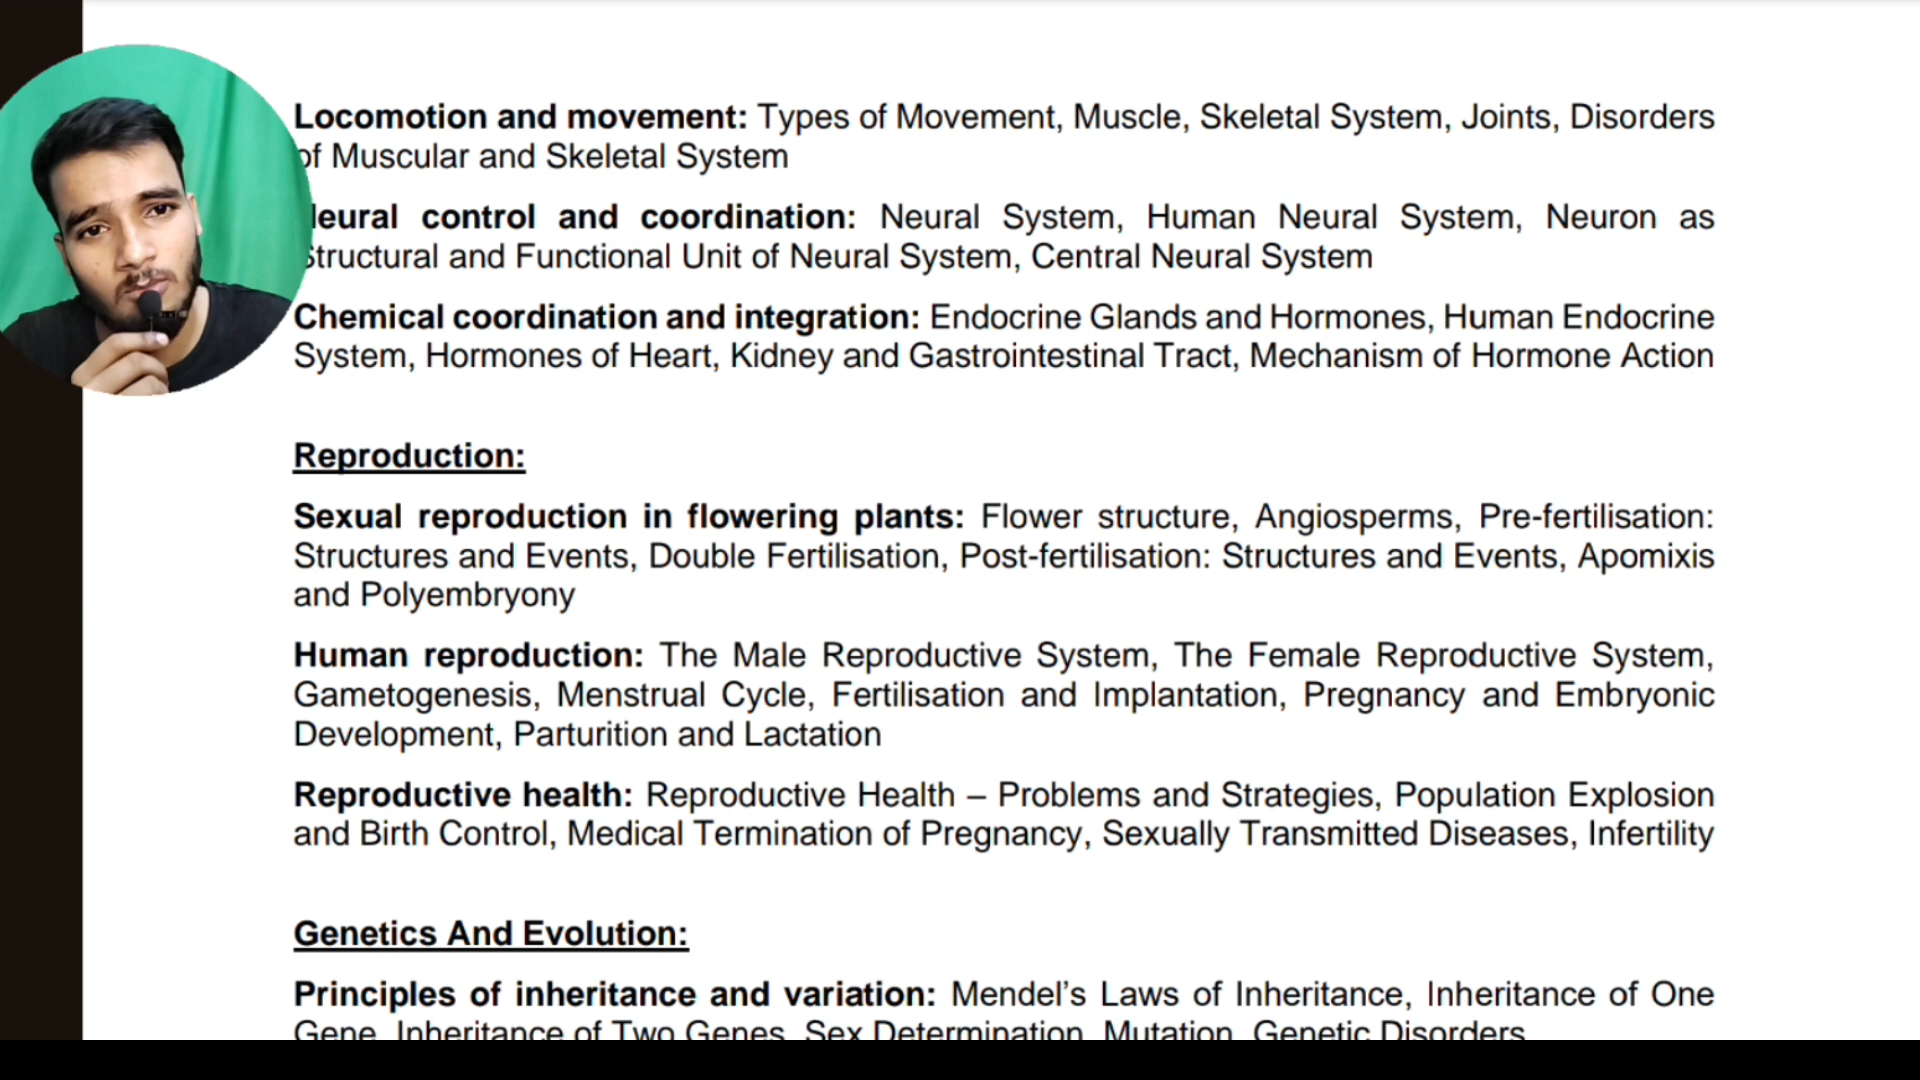 Locomotion and movement: Types of Movement, Muscle, Skeletal System, Joints, Disorders
of Muscular and Skeletal System
Neural control and coordination: Neural System, Human Neural System, Neuron as
Structural and Functional Unit of Neural System, Central Neural System
Chemical coordination and integration: Endocrine Glands and Hormones, Human Endocrine
System, Hormones of Heart, Kidney and Gastrointestinal Tract, Mechanism of Hormone Action
Reproduction:
Sexual reproduction in flowering plants: Flower structure, Angiosperms, Pre-fertilisation:
Structures and Events, Double Fertilisation, Post-fertilisation: Structures and Events, Apomixis
and Polyembryony
Human reproduction: The Male Reproductive System, The Female Reproductive System,
Gametogenesis, Menstrual Cycle, Fertilisation and Implantation, Pregnancy and Embryonic
Development, Parturition and Lactation
Reproductive health: Reproductive Health – Problems and Strategies, Population Explosion
and Birth Control, Medical Termination of Pregnancy, Sexually Transmitted Diseases, Infertility
Genetics And Evolution:
Principles of inheritance and variation: Mendel’s Laws of Inheritance, Inheritance of One
Gene, Inheritance of Two Genes, Sex Determination, Mutation, Genetic Disorders